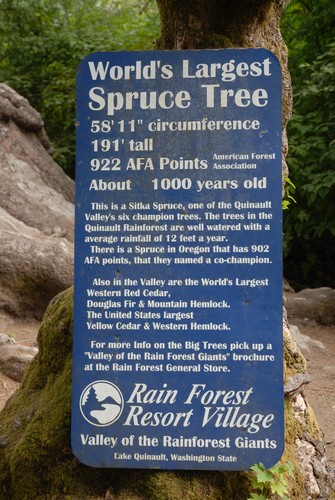 World's Largest
Spruce Tree
58' 11" circumference
191' tall
922 AFA Points American Forest
Association
About 1000 years old
This is a Sitka Spruce, one of the Quinault
Valley's six champion trees. The trees in the
Quinault Rainforest are well watered with a
average rainfall of 12 feet a year.
There is a Spruce in Oregon that has 902
AFA points, that they named a co-champion.
Also in the Valley are the World's Largest
Western Red Cedar,
Douglas Fir & Mountain Hemlock.
The United States largest
Yellow Cedar & Western Hemlock.
For more Info on the Big Trees pick up a
"Valley of the Rain Forest Giants" brochure
at the Rain Forest General Store.
Rain Forest
Resort Village
Valley of the Rainforest Giants
Lake Quinault, Washington State